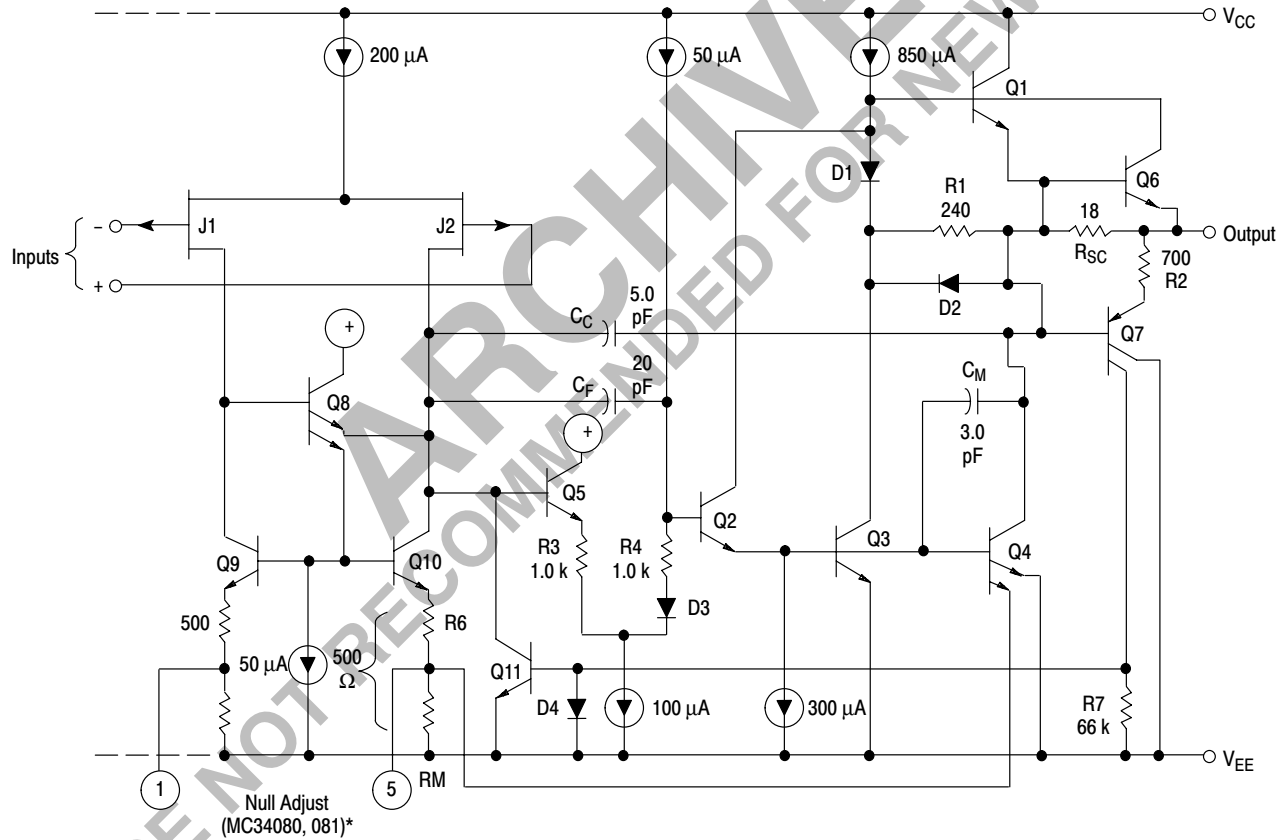 V_CC
200 μA
50 μA
850 μA
Q1
D1
R1
240
Q6
J1
J2
18
R_SC
Output
Inputs
–
+
700
R2
D2
C_C
5.0
pF
Q7
+
C_F
20
pF
C_M
3.0
pF
Q8
+
Q5
Q2
Q9
Q10
R3
1.0 k
R4
1.0 k
Q3
Q4
500
R6
D3
50 μA
500
Ω
Q11
D4
100 μA
300 μA
R7
66 k
V_EE
1
5
RM
Null Adjust
(MC34080, 081)*
ARCHIVE
NOT RECOMMENDED FOR NEW